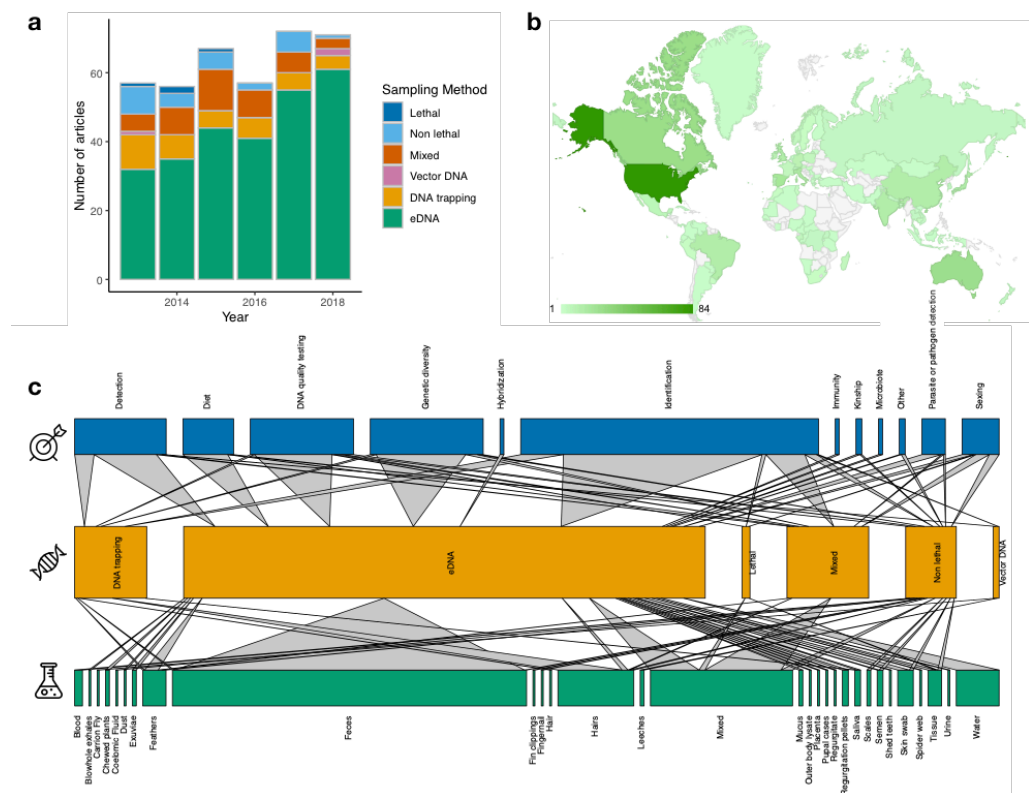 a
60
40
20
0
Number of articles
2014
2016
2018
Year
Sampling Method
Lethal
Non lethal
Mixed
Vector DNA
DNA trapping
eDNA
b
1
84
c
Detection
Diet
DNA quality testing
Genetic diversity
Hybridization
Identification
Immunity
Kinship
Microbiote
Other
Parasite or pathogen detection
Sexing
DNA trapping
eDNA
Lethal
Mixed
Non lethal
Vector DNA
Blood
Blowhole exhales
Carrion Fly
Chewed plants
Coelomic Fluid
Dust
Exuviae
Feathers
Feces
Fin clippings
Fingernail
Hair
Hairs
Leeches
Mixed
Mucus
Outer body lysate
Placenta
Pupal cases
Regurgitate
Regurgitation pellets
Saliva
Scales
Semen
Shed teeth
Skin swab
Spider web
Tissue
Urine
Water